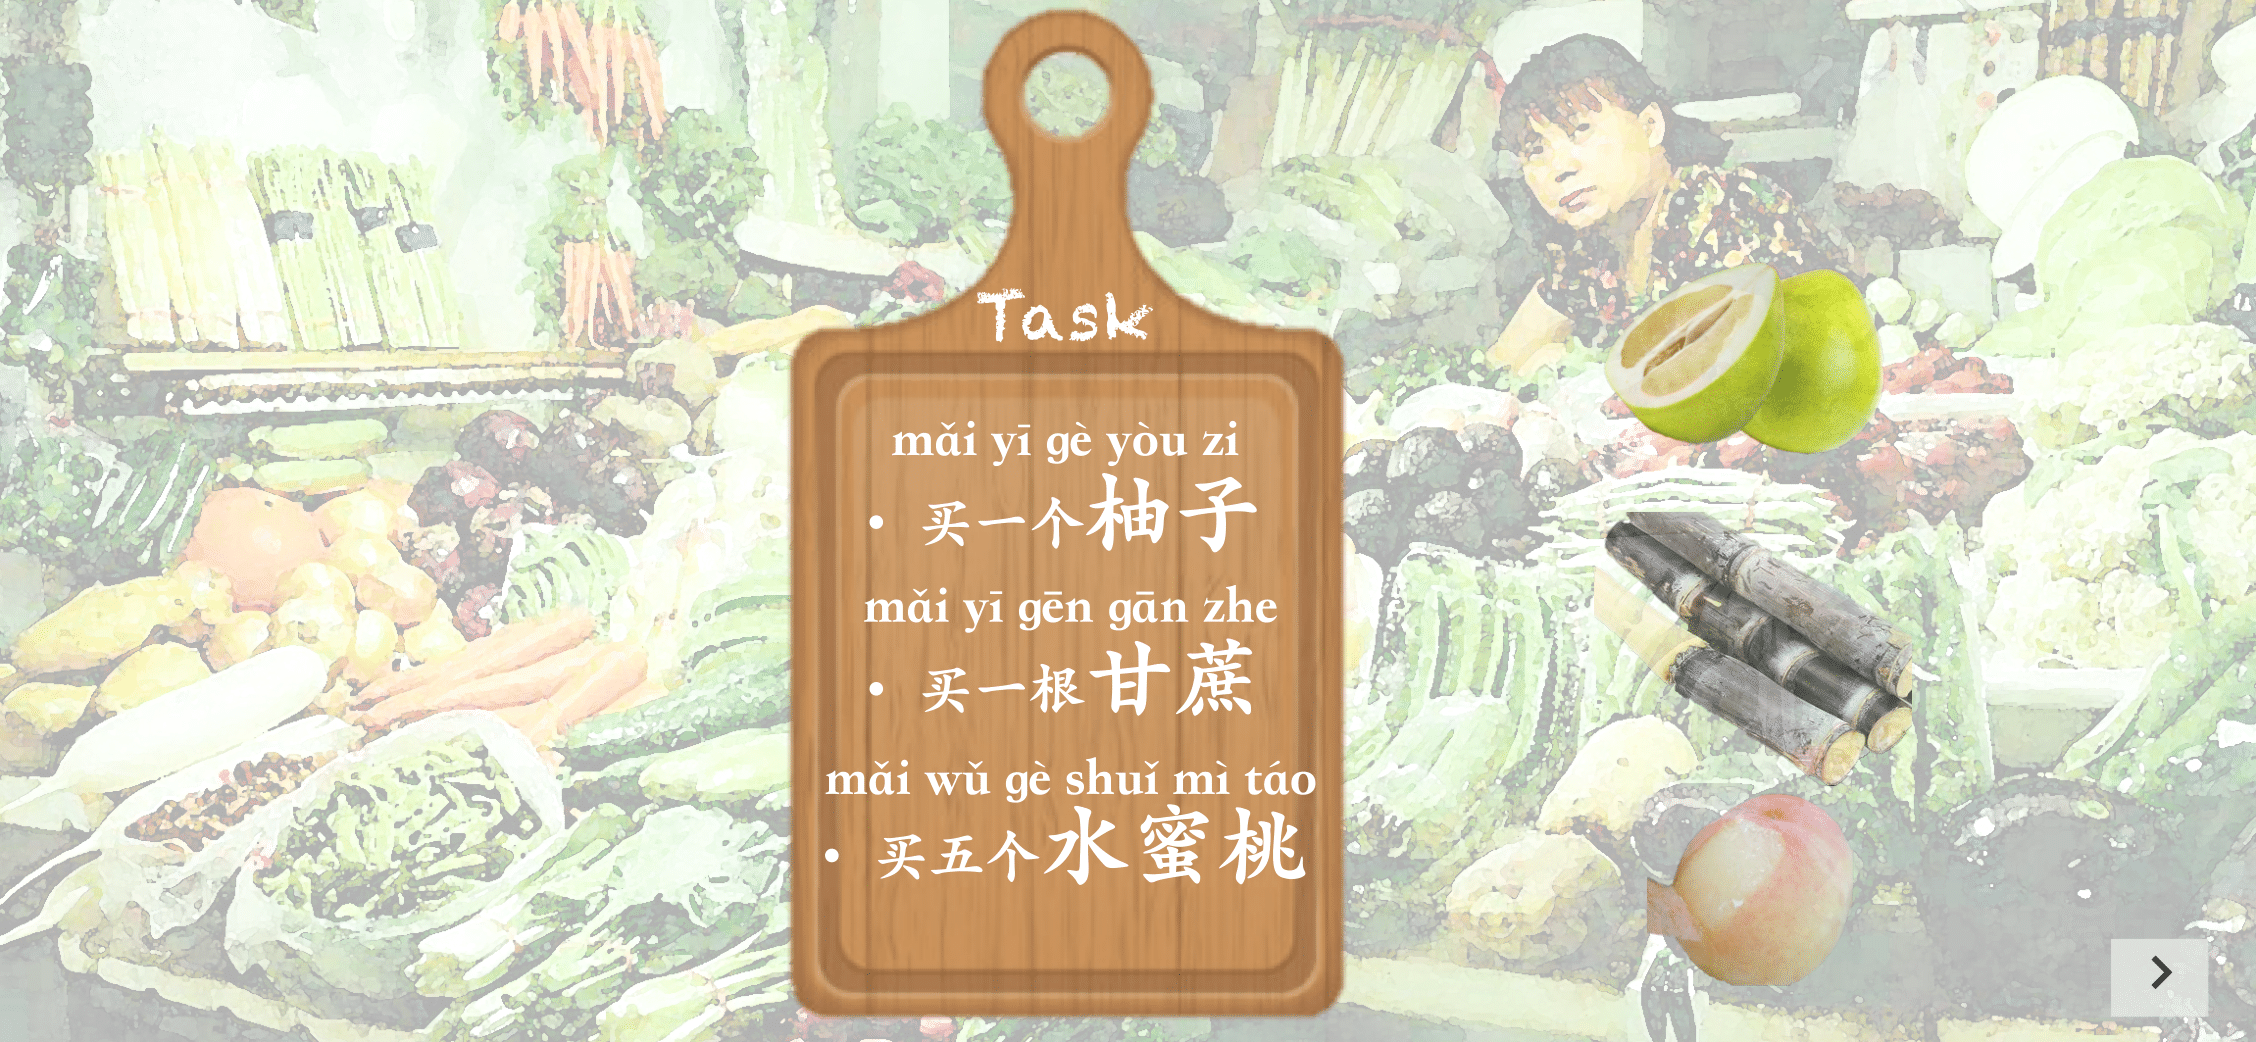 Task
mǎi yī gè yòu zi
• 买一个柚子
mǎi yī gēn gān zhe
• 买一根甘蔗
mǎi wǔ gè shuǐ mì táo
• 买五个水蜜桃